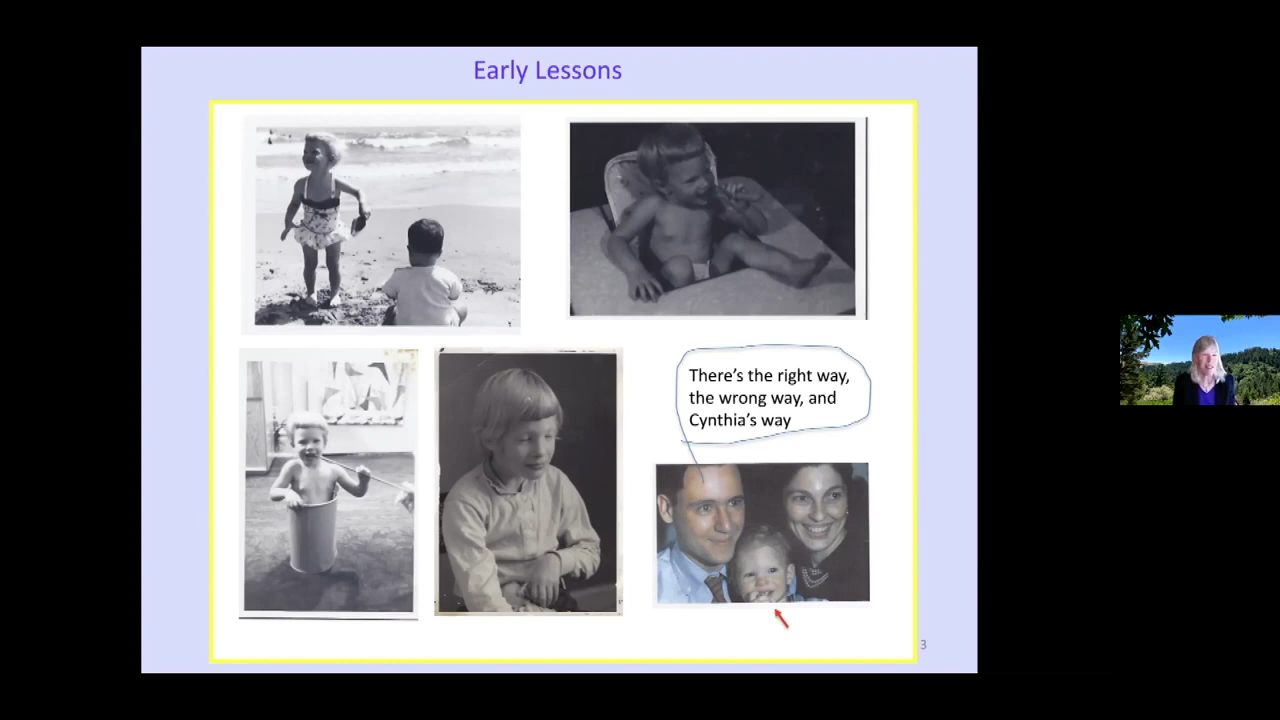 Early Lessons
There's the right way,
the wrong way, and
Cynthia's way
3